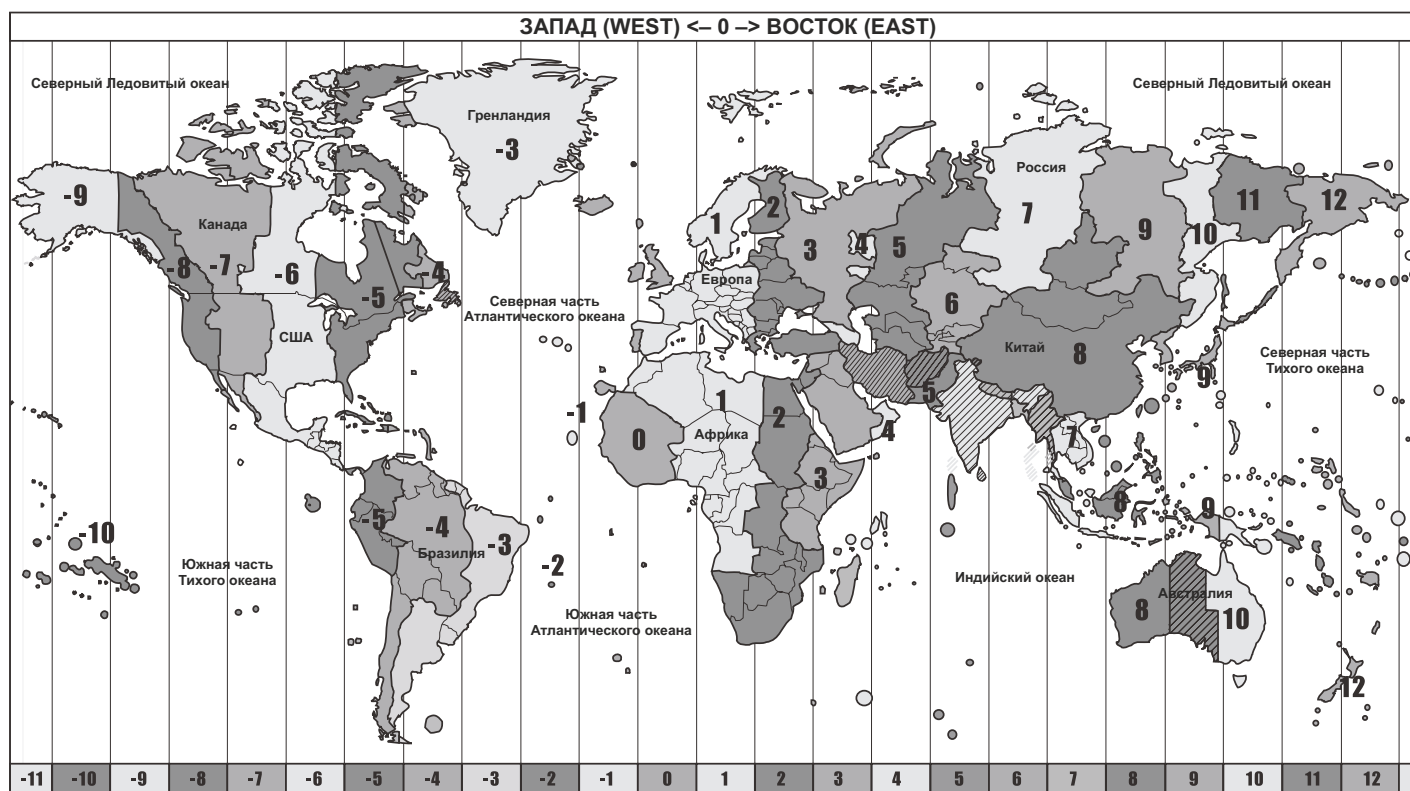 ЗАПАД (WEST) <– 0 –> ВОСТОК (EAST)
Северный Ледовитый океан
Северный Ледовитый океан
Гренландия
-3
Россия
-9
Канада
-8
-7
-6
-5
-4
1
2
3
4
5
7
9
10
11
12
Европа
6
Северная часть
Атлантического океана
США
Китай
8
Северная часть
Тихого океана
9
5
-1
0
1
2
Африка
4
7
3
-5
-4
-3
Бразилия
8
9
-10
-2
Южная часть
Тихого океана
Индийский океан
Южная часть
Атлантического океана
Австралия
8
10
12
-11 -10 -9 -8 -7 -6 -5 -4 -3 -2 -1 0 1 2 3 4 5 6 7 8 9 10 11 12